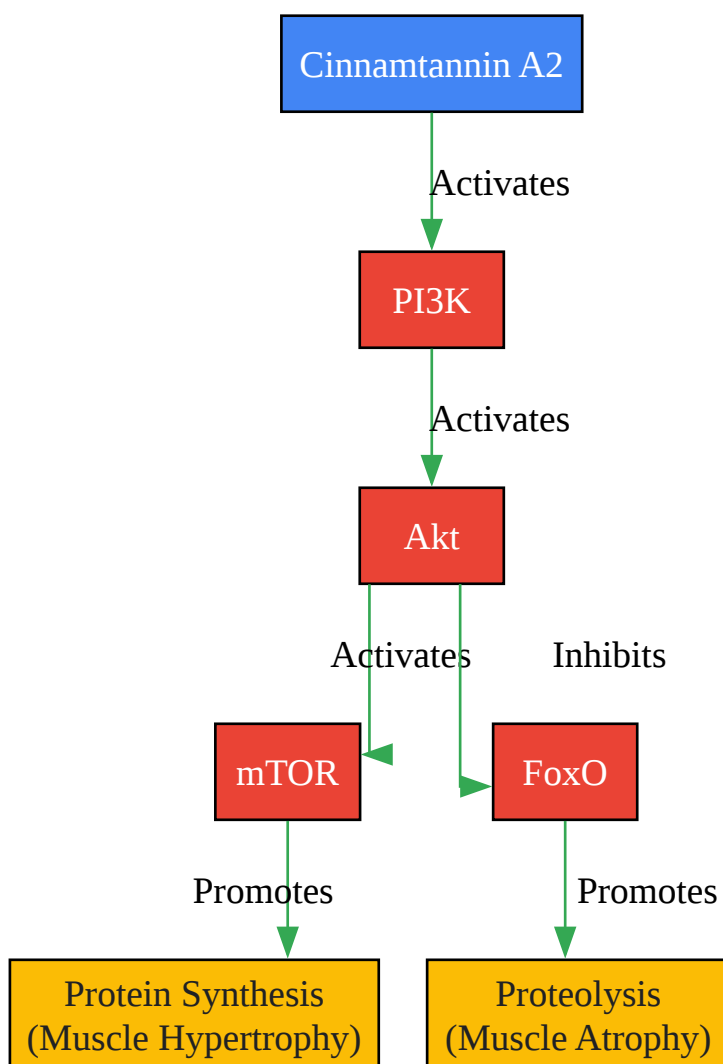 Cinnamtannin A2
Activates
PI3K
Activates
Akt
Activates
Inhibits
mTOR
FoxO
Promotes
Promotes
Protein Synthesis
(Muscle Hypertrophy)
Proteolysis
(Muscle Atrophy)